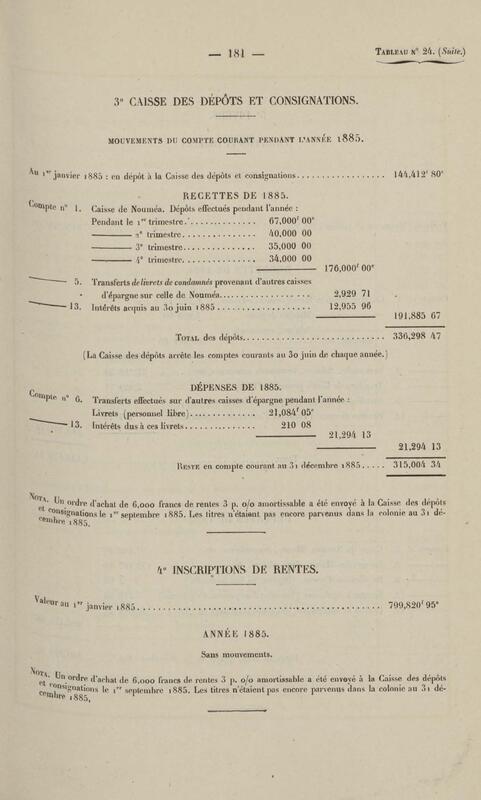 — 181 —
TABLEAU N° 24. (Suite.)
3° CAISSE DES DÉPÔTS ET CONSIGNATIONS.
MOUVEMENTS DU COMPTE COURANT PENDANT L'ANNÉE 1885.
Au 1er janvier 1885 : en dépôt à la Caisse des dépôts et consignations.................. 144,412f 80c
RECETTES DE 1885.
Compte n° 1. Caisse de Nouméa. Dépôts effectués pendant l'année :
Pendant le 1er trimestre................ 67,000f 00c
——— 2e trimestre................ 40,000 00
——— 3e trimestre................ 35,000 00
——— 4e trimestre................ 34,000 00
176,000f 00c
——— 5. Transferts de livrets de condamnés provenant d'autres caisses
d'épargne sur celle de Nouméa.................... 2,929 71
——— 13. Intérêts acquis au 30 juin .................... 12,955 96
191,885 67
TOTAL des dépôts.............................. 336,298 47
(La Caisse des dépôts arrête les comptes courants au 30 juin de chaque année.)
DÉPENSES DE 1885.
Compte n° 6. Transferts effectués sur d'autres caisses d'épargne pendant l'année :
Livrets (personnel libre).............. 21,084f 05c
——— 13. Intérêts dus à ces livrets............... 210 08
21,294 13
21,294 13
RESTE en compte courant au 31 décembre 1885..... 315,004 34
NOTA. Un ordre d'achat de 6,000 francs de rentes 3 p. 0/0 amortissable a été envoyé à la Caisse des dépôts
et consignations le 1er septembre 1885. Les titres n'étaient pas encore parvenus dans la colonie au 31 dé-
cembre 1885.
4° INSCRIPTIONS DE RENTES.
Valeur au 1er janvier 1885.................................................. 799,820f 95c
ANNÉE 1885.
Sans mouvements.
NOTA. Un ordre d'achat de 6,000 francs de rentes 3 p. 0/0 amortissable a été envoyé à la Caisse des dépôts
et consignations le 1er septembre 1885. Les titres n'étaient pas encore parvenus dans la colonie au 31 dé-
cembre 1885.